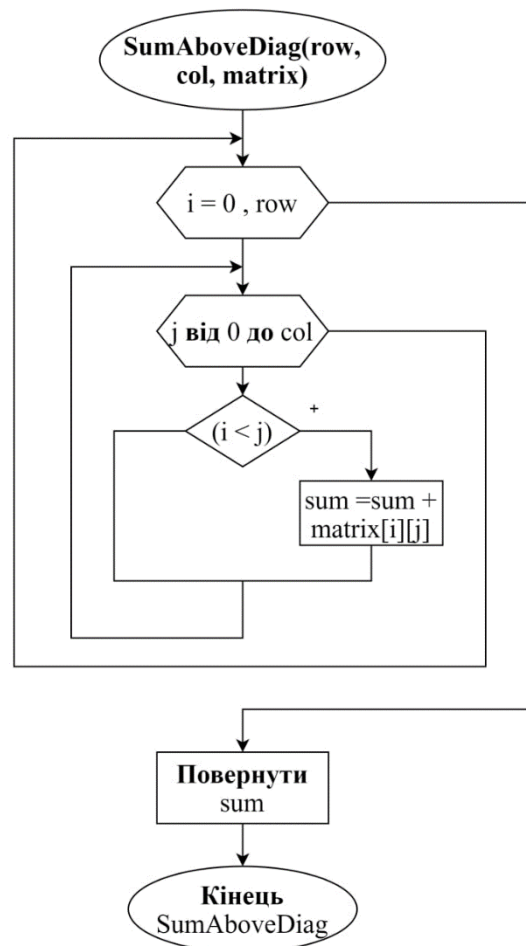 SumAboveDiag(row,
col, matrix)
i = 0 , row
j від 0 до col
+
(i < j)
sum =sum +
matrix[i][j]
Повернути
sum
Кінець
SumAboveDiag